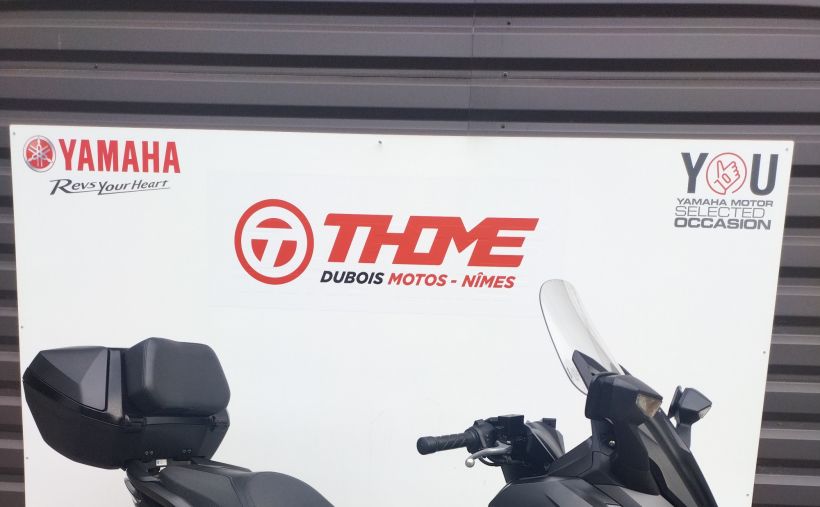 YAMAHA
Revs Your Heart
YOU
YAMAHA MOTOR
SELECTED
OCCASION
THOME
DUBOIS MOTOS - NÎMES